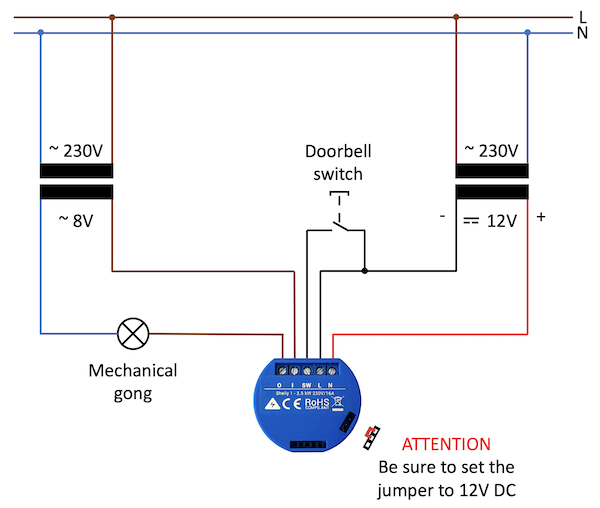 L
N
~ 230V
~ 230V
Doorbell
switch
~ 8V
- 12V +
Mechanical
gong
O I SW L N
Shelly 1 - 3.5 kW 230V/16A
CE RoHS
COMPLIANT
ATTENTION
Be sure to set the
jumper to 12V DC